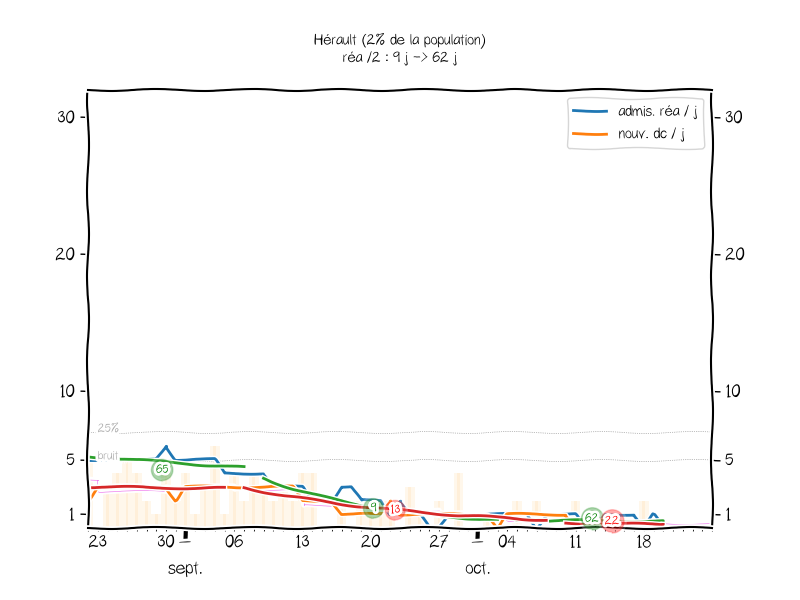 Hérault (2% de la population)
réa /2 : 9 j -> 62 j
admis. réa / j
nouv. dc / j
30 30
20 20
10 10
25%
bruit
5 5
65
9 13 62 22
1 1
23 30 06 13 20 27 04 11 18
sept. oct.